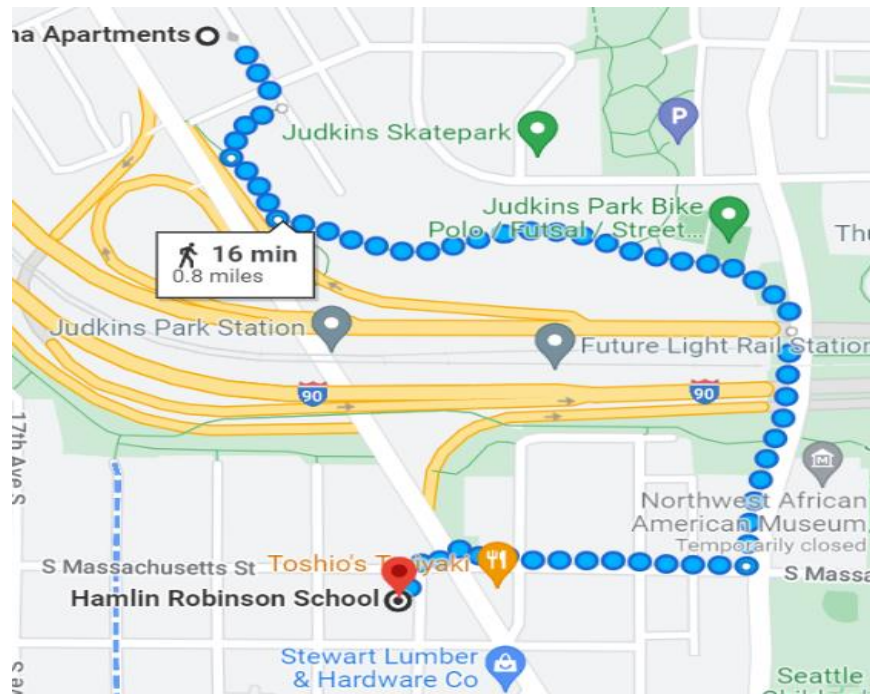 na Apartments
Judkins Skatepark
P
Judkins Park Bike
Polo / Futsal / Street...
16 min
0.8 miles
Judkins Park Station
Future Light Rail Station
90
90
17th Ave S
Northwest African
American Museum
Temporarily closed
S Massachusetts St
Toshio's
S Massa
Hamlin Robinson School
Stewart Lumber
& Hardware Co
Seattle